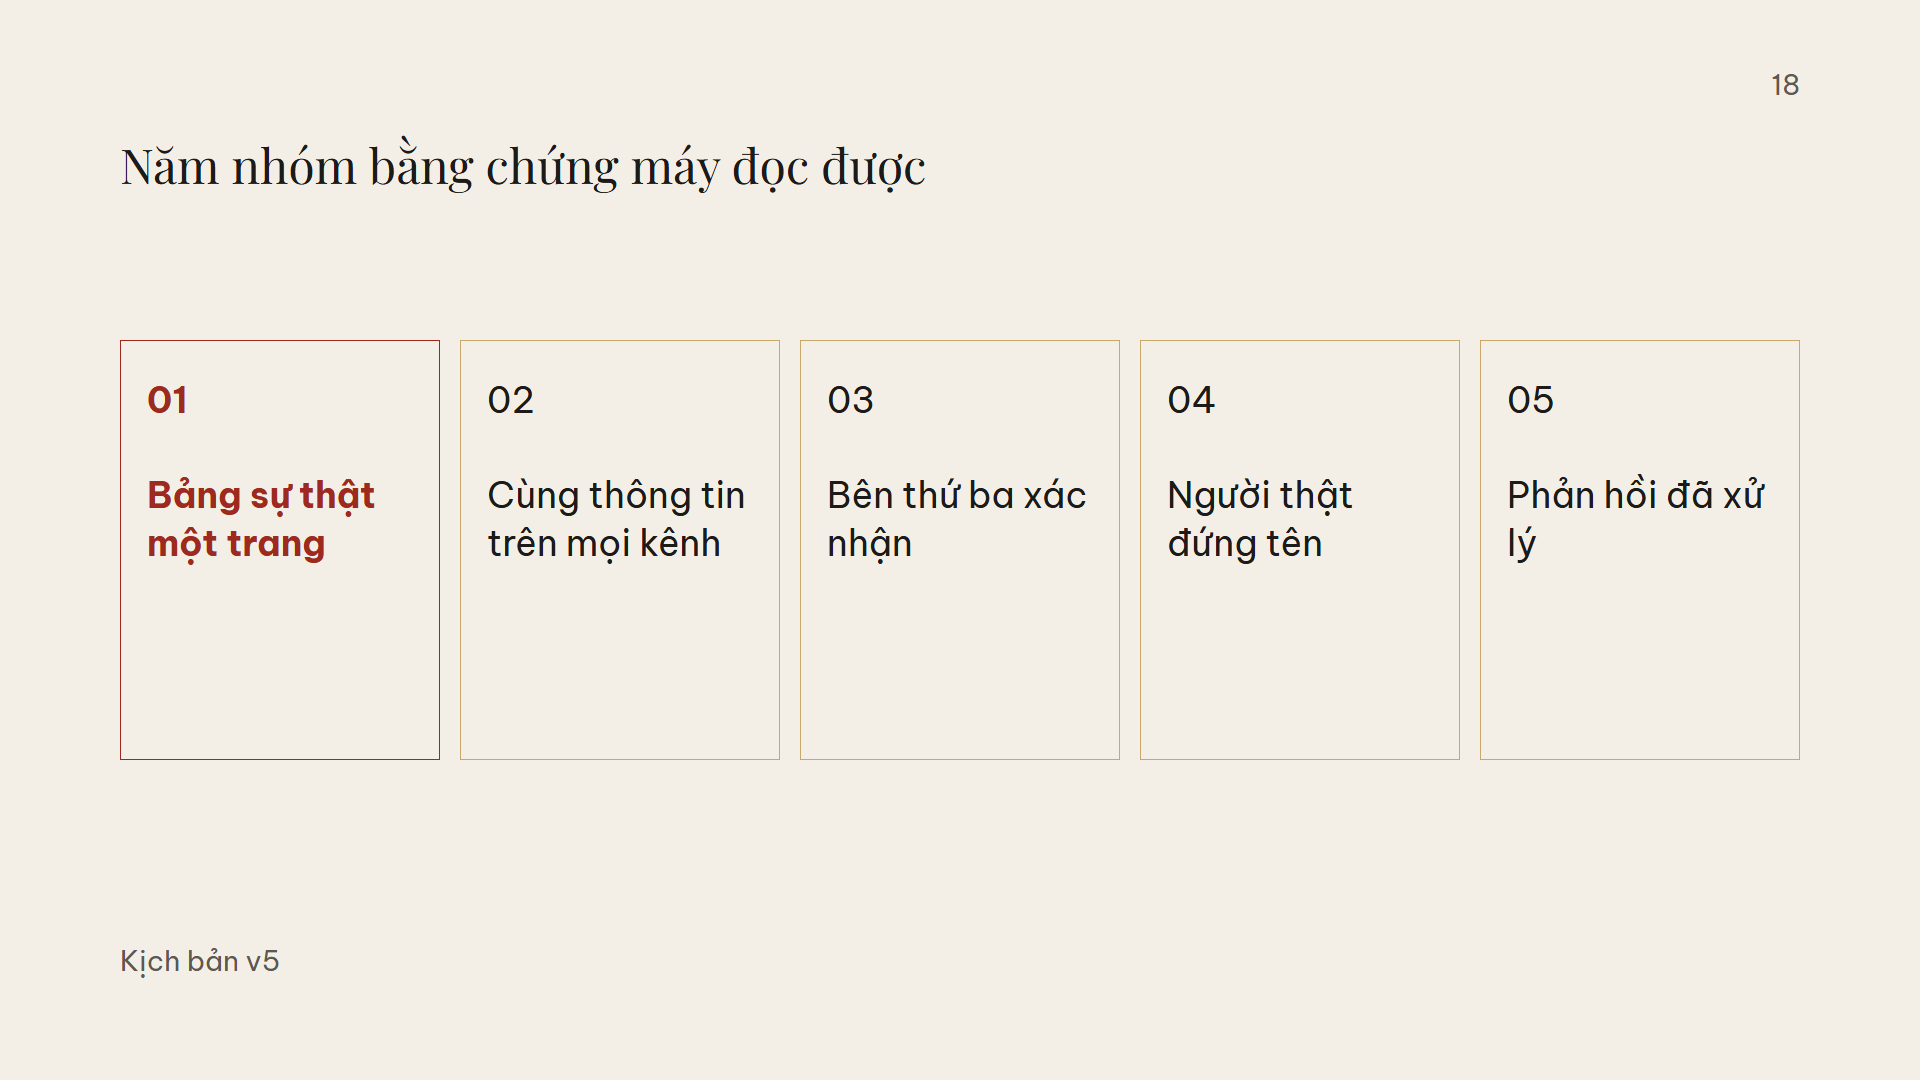 18
Năm nhóm bằng chứng máy đọc được
01
Bảng sự thật
một trang
02
Cùng thông tin
trên mọi kênh
03
Bên thứ ba xác
nhận
04
Người thật
đứng tên
05
Phản hồi đã xử
lý
Kịch bản v5